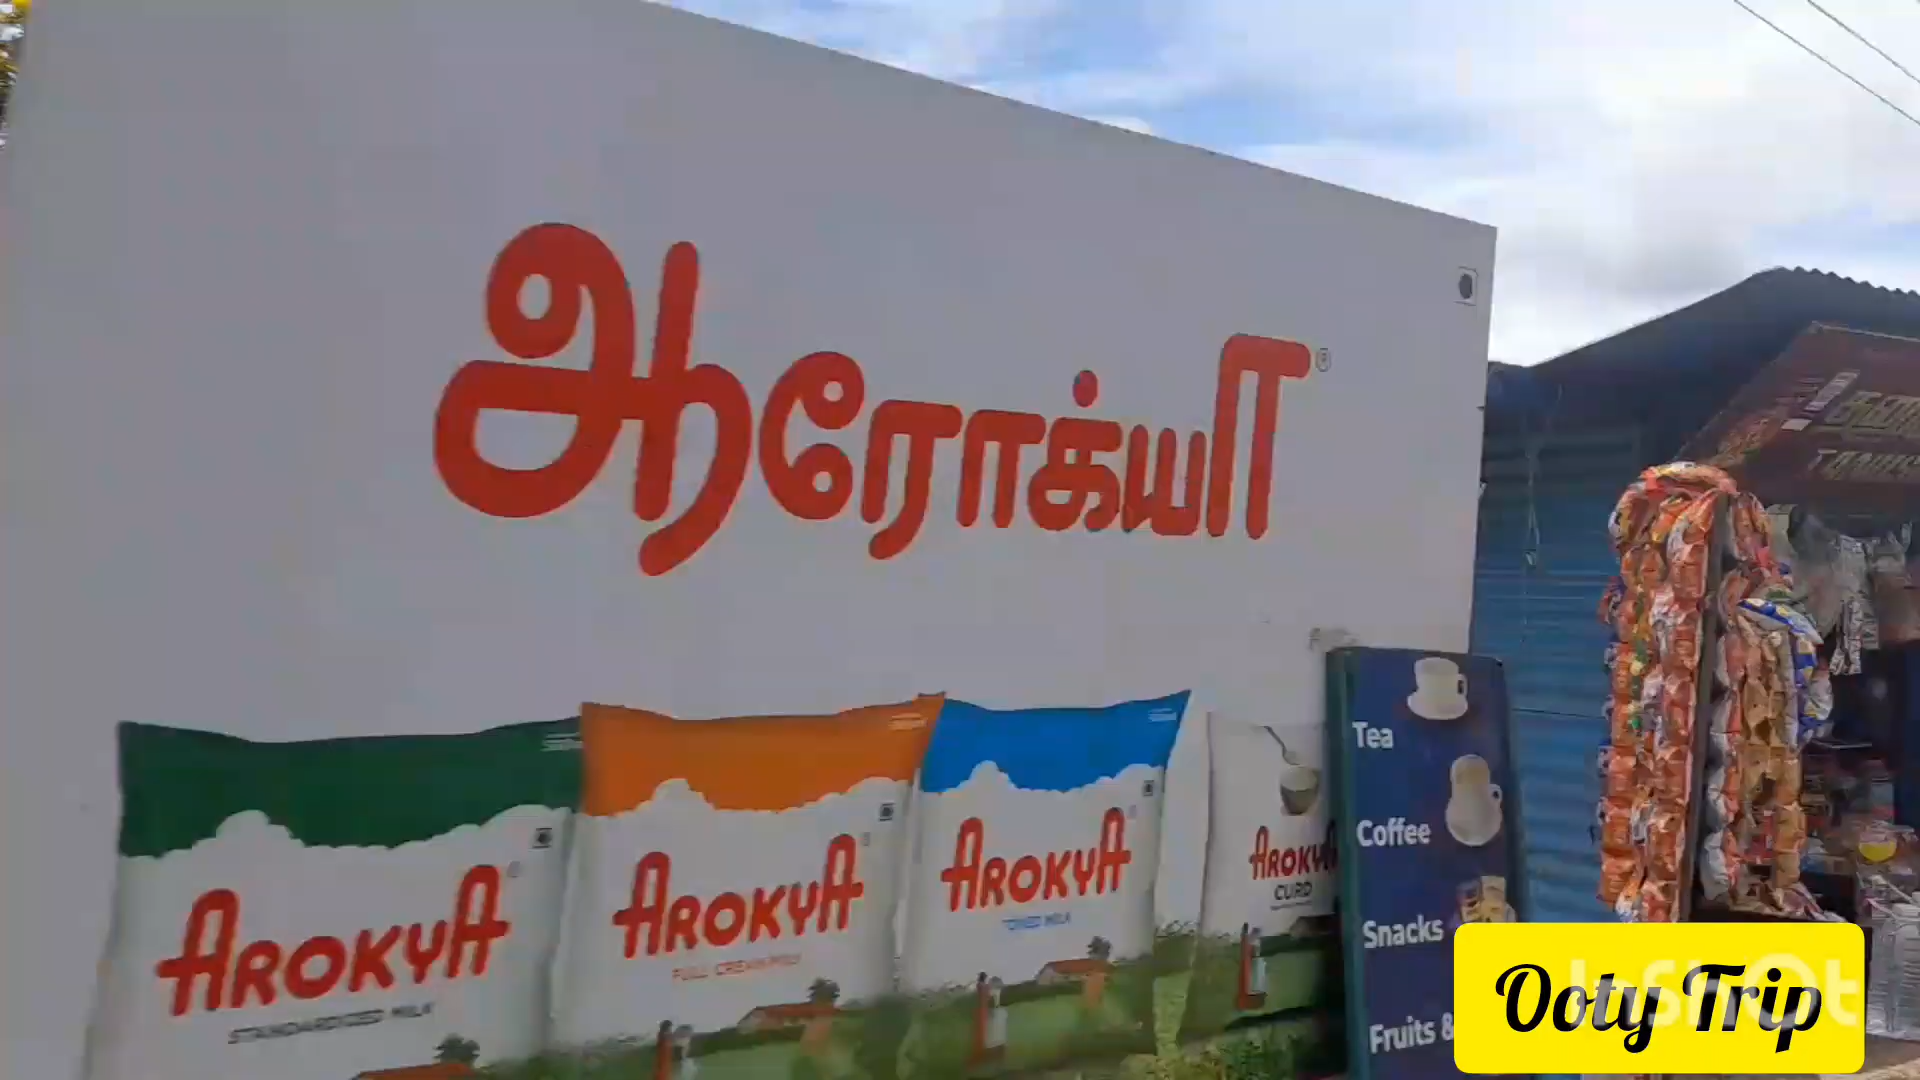 ஆரோக்யா
AROKYA
STANDARDIZED MILK
AROKYA
FULL CREAM MILK
AROKYA
TONED MILK
AROKYA
CURD
Tea
Coffee
Snacks
Fruits &
Ooty Trip
InShot